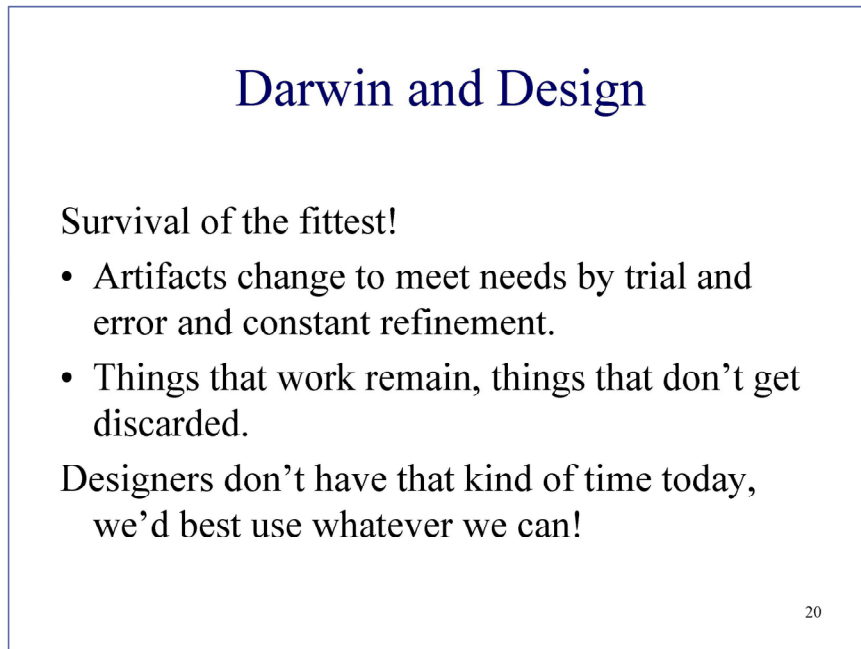 Darwin and Design
Survival of the fittest!
• Artifacts change to meet needs by trial and
error and constant refinement.
• Things that work remain, things that don’t get
discarded.
Designers don’t have that kind of time today,
we’d best use whatever we can!
20